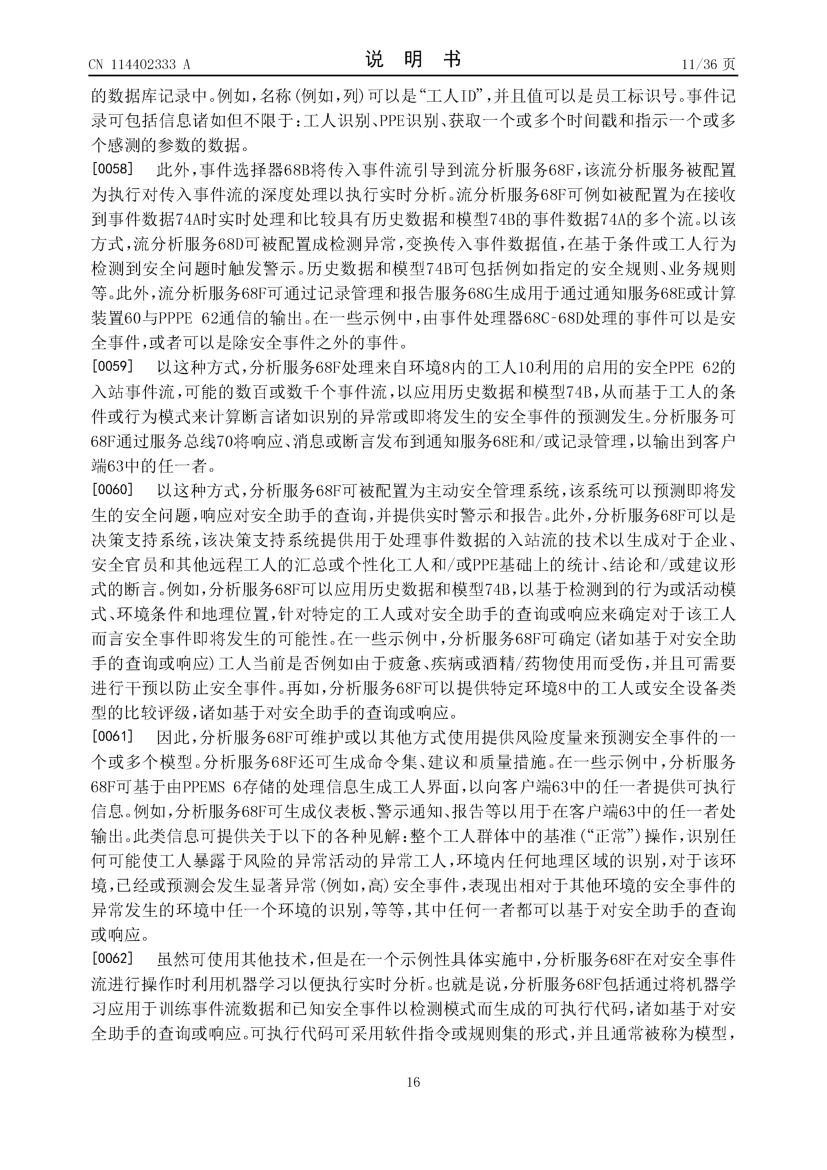 CN 114402333 A
说 明 书
11/36 页
的数据库记录中。例如,名称(例如,列)可以是“工人ID”,并且值可以是员工标识号。事件记
录可包括信息诸如但不限于:工人识别、PPE识别、获取一个或多个时间戳和指示一个或多
个感测的参数的数据。
[0058] 此外,事件选择器68B将传入事件流引导到流分析服务68F,该流分析服务被配置
为执行对传入事件流的深度处理以执行实时分析。流分析服务68F可例如被配置为在接收
到事件数据74A时实时处理和比较具有历史数据和模型74B的事件数据74A的多个流。以该
方式,流分析服务68D可被配置成检测异常,变换传入事件数据值,在基于条件或工人行为
检测到安全问题时触发警示。历史数据和模型74B可包括例如指定的安全规则、业务规则
等。此外,流分析服务68F可通过记录管理和报告服务68G生成用于通过通知服务68E或计算
装置60与PPPE 62通信的输出。在一些示例中,由事件处理器68C-68D处理的事件可以是安
全事件,或者可以是除安全事件之外的事件。
[0059] 以这种方式,分析服务68F处理来自环境8内的工人10利用的启用的安全PPE 62的
入站事件流,可能的数百或数千个事件流,以应用历史数据和模型74B,从而基于工人的条
件或行为模式来计算断言诸如识别的异常或即将发生的安全事件的预测发生。分析服务可
68F通过服务总线70将响应、消息或断言发布到通知服务68E和/或记录管理,以输出到客户
端63中的任一者。
[0060] 以这种方式,分析服务68F可被配置为主动安全管理系统,该系统可以预测即将发
生的安全问题,响应对安全助手的查询,并提供实时警示和报告。此外,分析服务68F可以是
决策支持系统,该决策支持系统提供用于处理事件数据的入站流的技术以生成对于企业、
安全官员和其他远程工人的汇总或个性化工人和/或PPE基础上的统计、结论和/或建议形
式的断言。例如,分析服务68F可以应用历史数据和模型74B,以基于检测到的行为或活动模
式、环境条件和地理位置,针对特定的工人或对安全助手的查询或响应来确定对于该工人
而言安全事件即将发生的可能性。在一些示例中,分析服务68F可确定(诸如基于对安全助
手的查询或响应)工人当前是否例如由于疲惫、疾病或酒精/药物使用而受伤,并且可需要
进行干预以防止安全事件。再如,分析服务68F可以提供特定环境8中的工人或安全设备类
型的比较评级,诸如基于对安全助手的查询或响应。
[0061] 因此,分析服务68F可维护或以其他方式使用提供风险度量来预测安全事件的一
个或多个模型。分析服务68F还可生成命令集、建议和质量措施。在一些示例中,分析服务
68F可基于由PPEMS 6存储的处理信息生成工人界面,以向客户端63中的任一者提供可执行
信息。例如,分析服务68F可生成仪表板、警示通知、报告等以用于在客户端63中的任一者处
输出。此类信息可提供关于以下的各种见解:整个工人群体中的基准(“正常”)操作,识别任
何可能使工人暴露于风险的异常活动的异常工人,环境内任何地理区域的识别,对于该环
境,已经或预测会发生显著异常(例如,高)安全事件,表现出相对于其他环境的安全事件的
异常发生的环境中任一个环境的识别,等等,其中任何一者都可以基于对安全助手的查询
或响应。
[0062] 虽然可使用其他技术,但是在一个示例性具体实施中,分析服务68F在对安全事件
流进行操作时利用机器学习以便执行实时分析。也就是说,分析服务68F包括通过将机器学
习应用于训练事件流数据和已知安全事件以检测模式而生成的可执行代码,诸如基于对安
全助手的查询或响应。可执行代码可采用软件指令或规则集的形式,并且通常被称为模型,
16